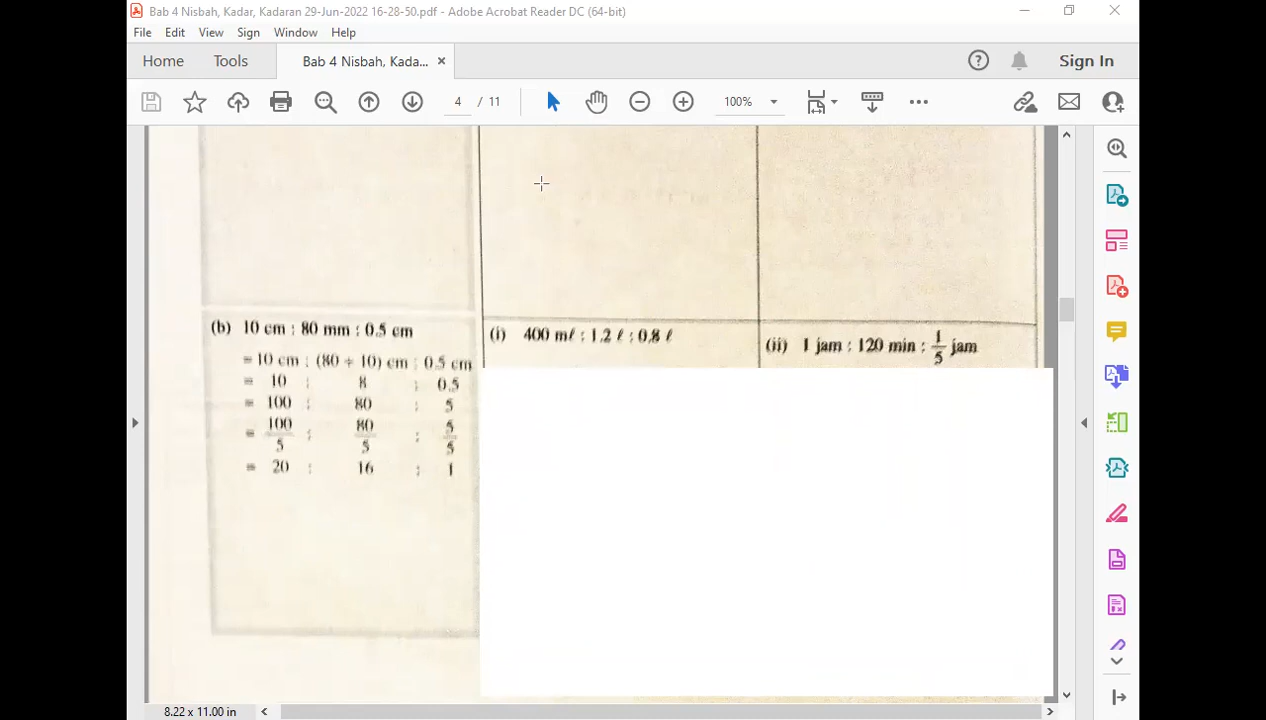 Bab 4 Nisbah, Kadar, Kadaran 29-Jun-2022 16-28-50.pdf - Adobe Acrobat Reader DC (64-bit)
File Edit View Sign Window Help
Home Tools Bab 4 Nisbah, Kada... × Sign In
4 / 11 100%
(b) 10 cm : 80 mm : 0.5 cm
= 10 cm : (80 ÷ 10) cm : 0.5 cm
= 10 : 8 : 0.5
= 100 : 80 : 5
= 100/5 : 80/5 : 5/5
= 20 : 16 : 1
(i) 400 mℓ : 1.2 ℓ : 0.8 ℓ
(ii) 1 jam : 120 min : 1/5 jam
8.22 x 11.00 in